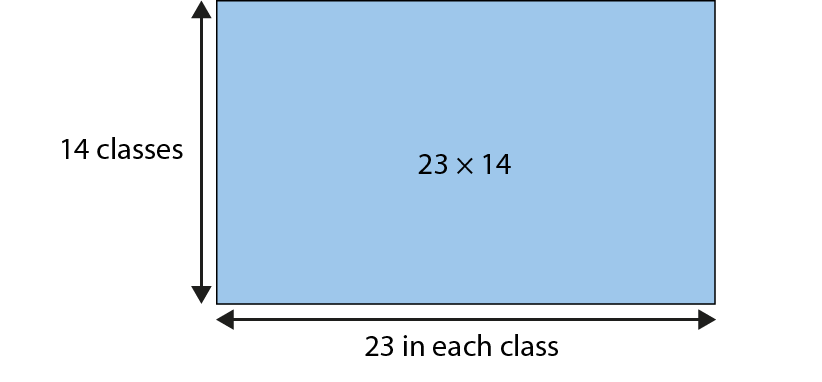 14 classes
23 × 14
23 in each class